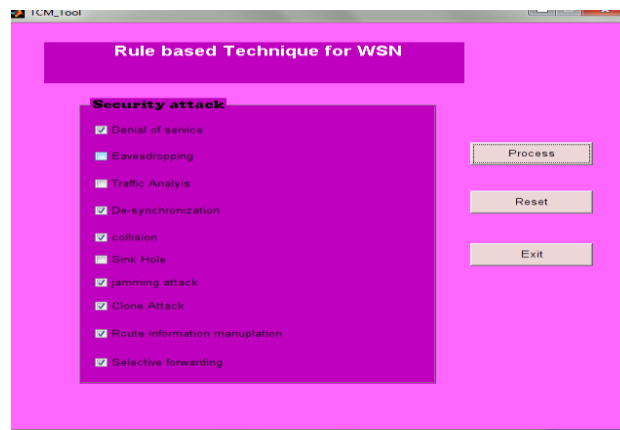 TCM_Tool
Rule based Technique for WSN
Security attack
Denial of service
Eavesdropping
Traffic Analyis
De-synchronization
collision
Sink Hole
jamming attack
Clone Attack
Route information manuplation
Selective forwarding
Process
Reset
Exit